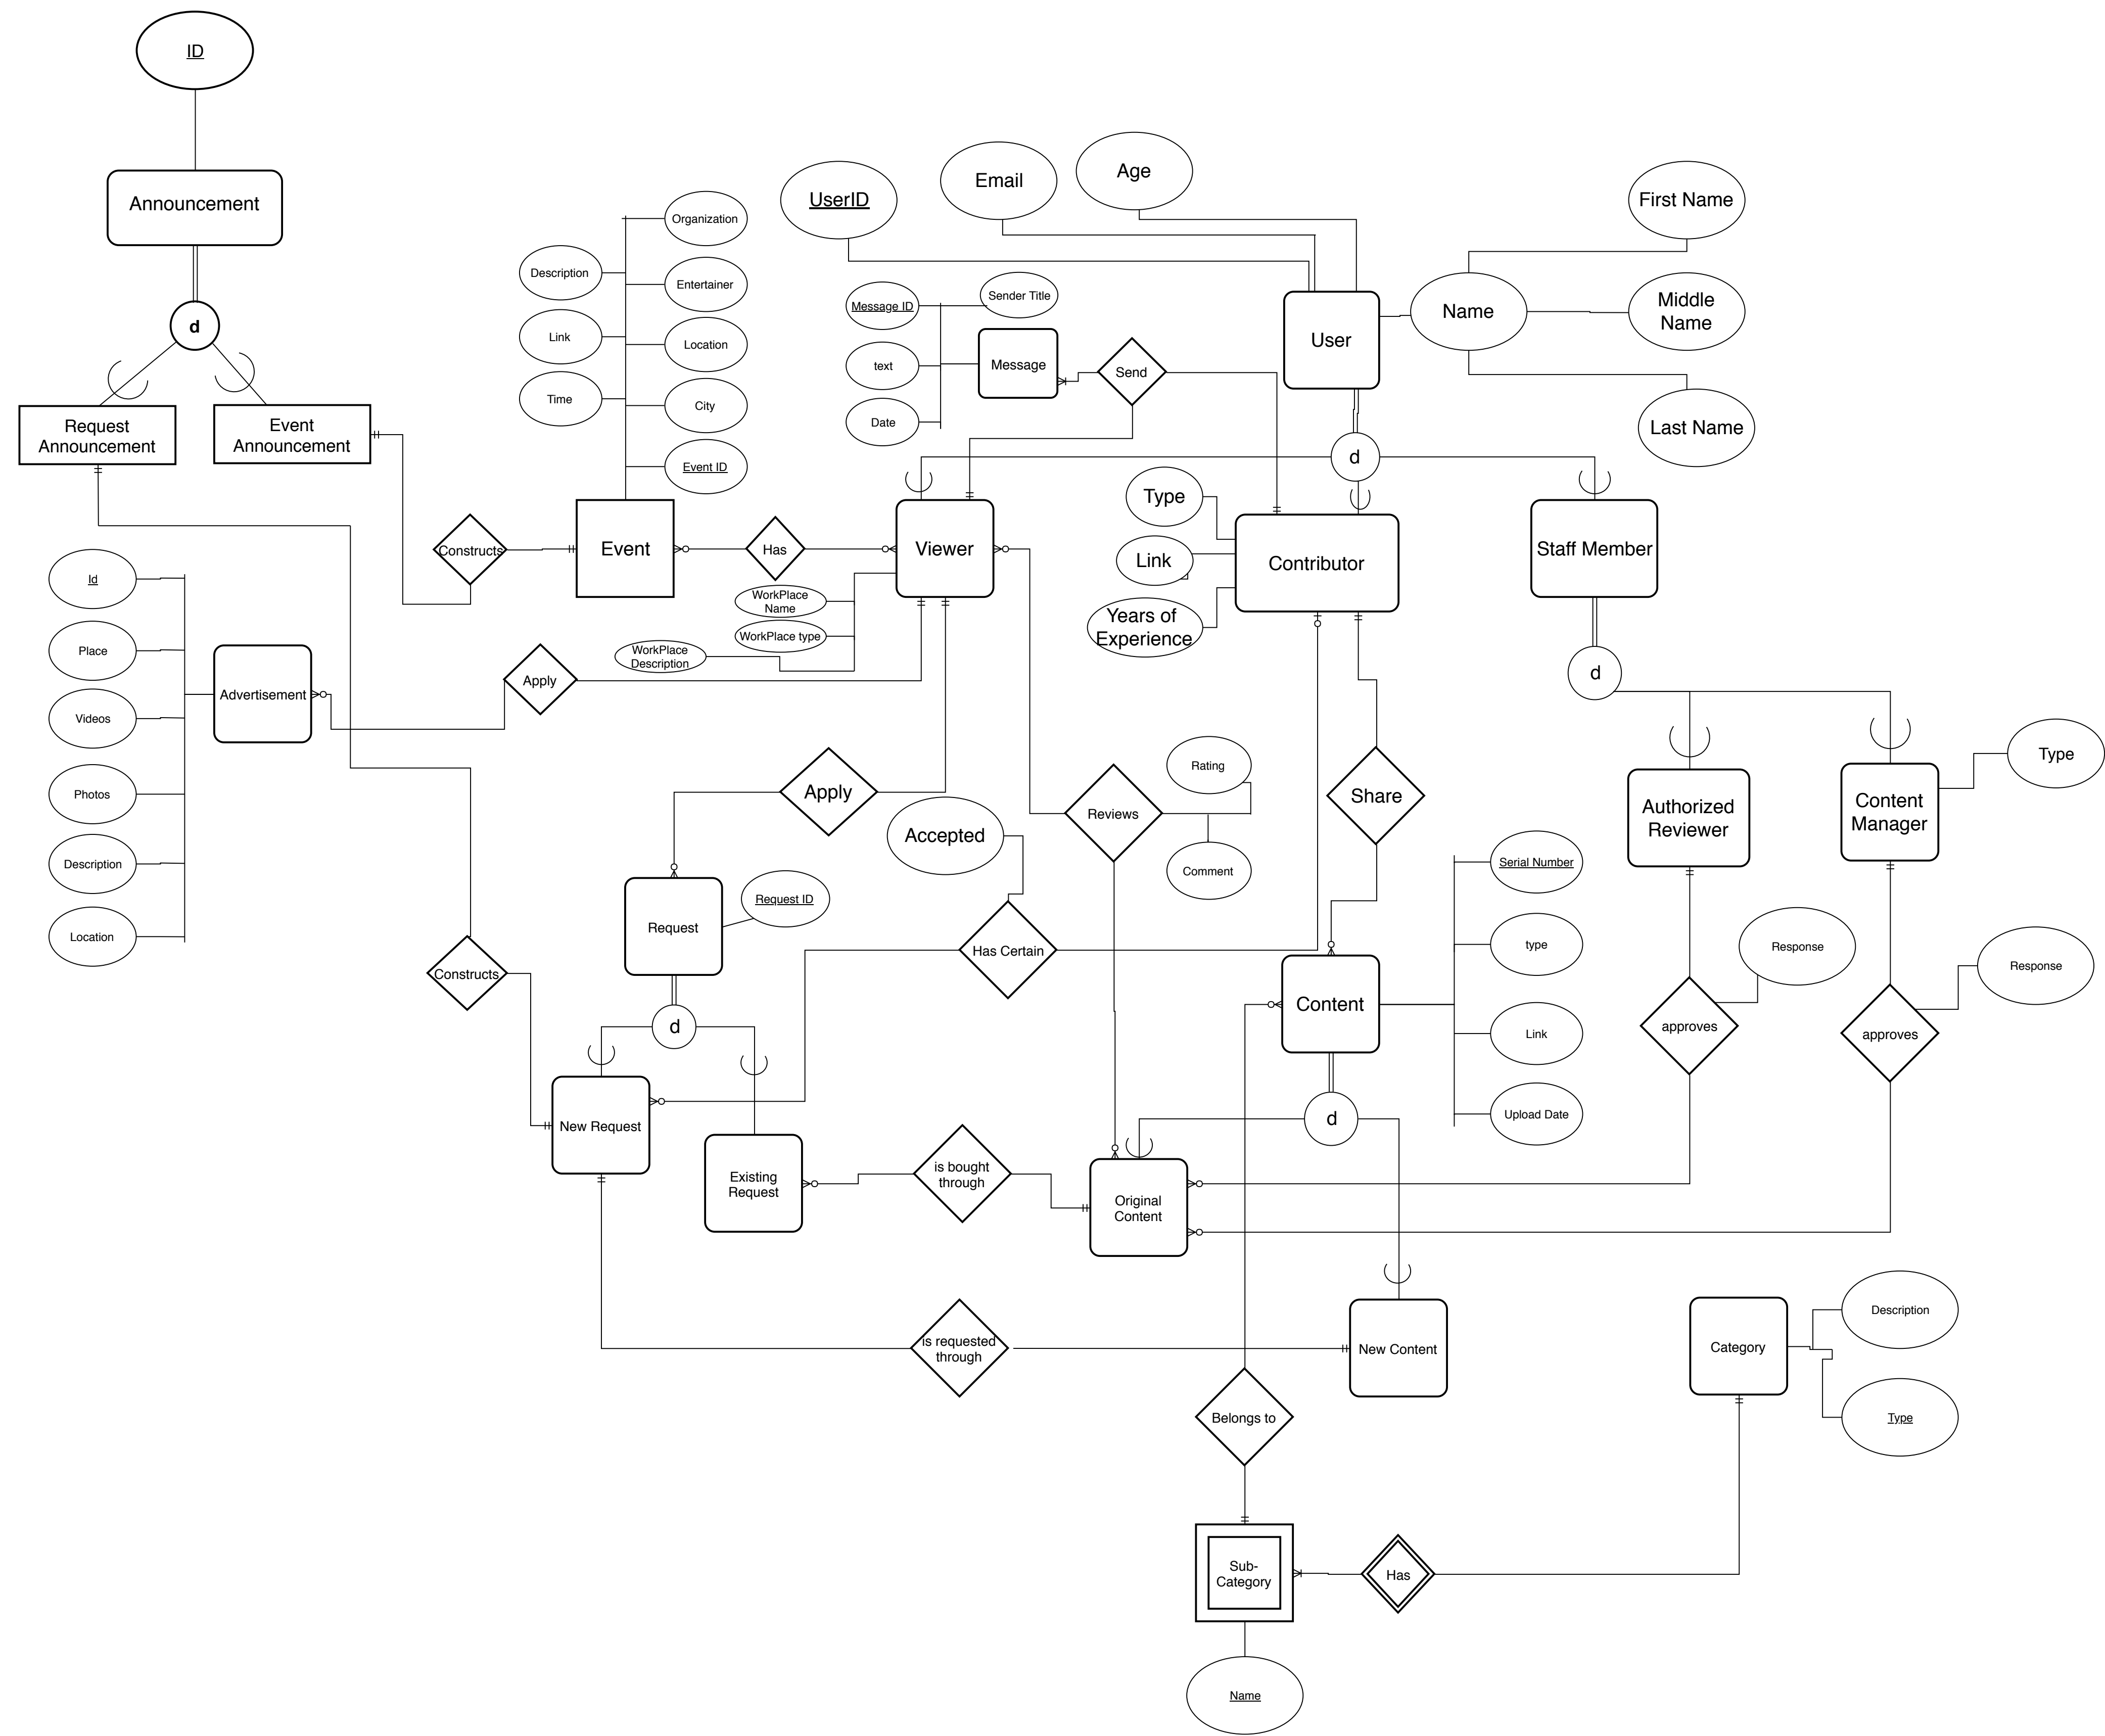 ID
Announcement
d
Request
Announcement
Event
Announcement
Organization
Description
Entertainer
Link
Location
Time
City
Event ID
UserID
Email
Age
First Name
Name
Middle
Name
Last Name
User
Message ID
Sender Title
text
Message
Date
Send
d
Type
Link
Years of
Experience
Contributor
Staff Member
d
Constructs
Event
Has
Viewer
WorkPlace
Name
WorkPlace type
WorkPlace
Description
Id
Place
Videos
Photos
Description
Location
Advertisement
Apply
Apply
Accepted
Reviews
Rating
Comment
Share
Authorized
Reviewer
Content
Manager
Type
Request
Request ID
Has Certain
Constructs
Content
Serial Number
type
Link
Upload Date
approves
Response
approves
Response
d
d
New Request
Existing
Request
is bought
through
Original
Content
is requested
through
New Content
Category
Description
Type
Belongs to
Sub-
Category
Has
Name